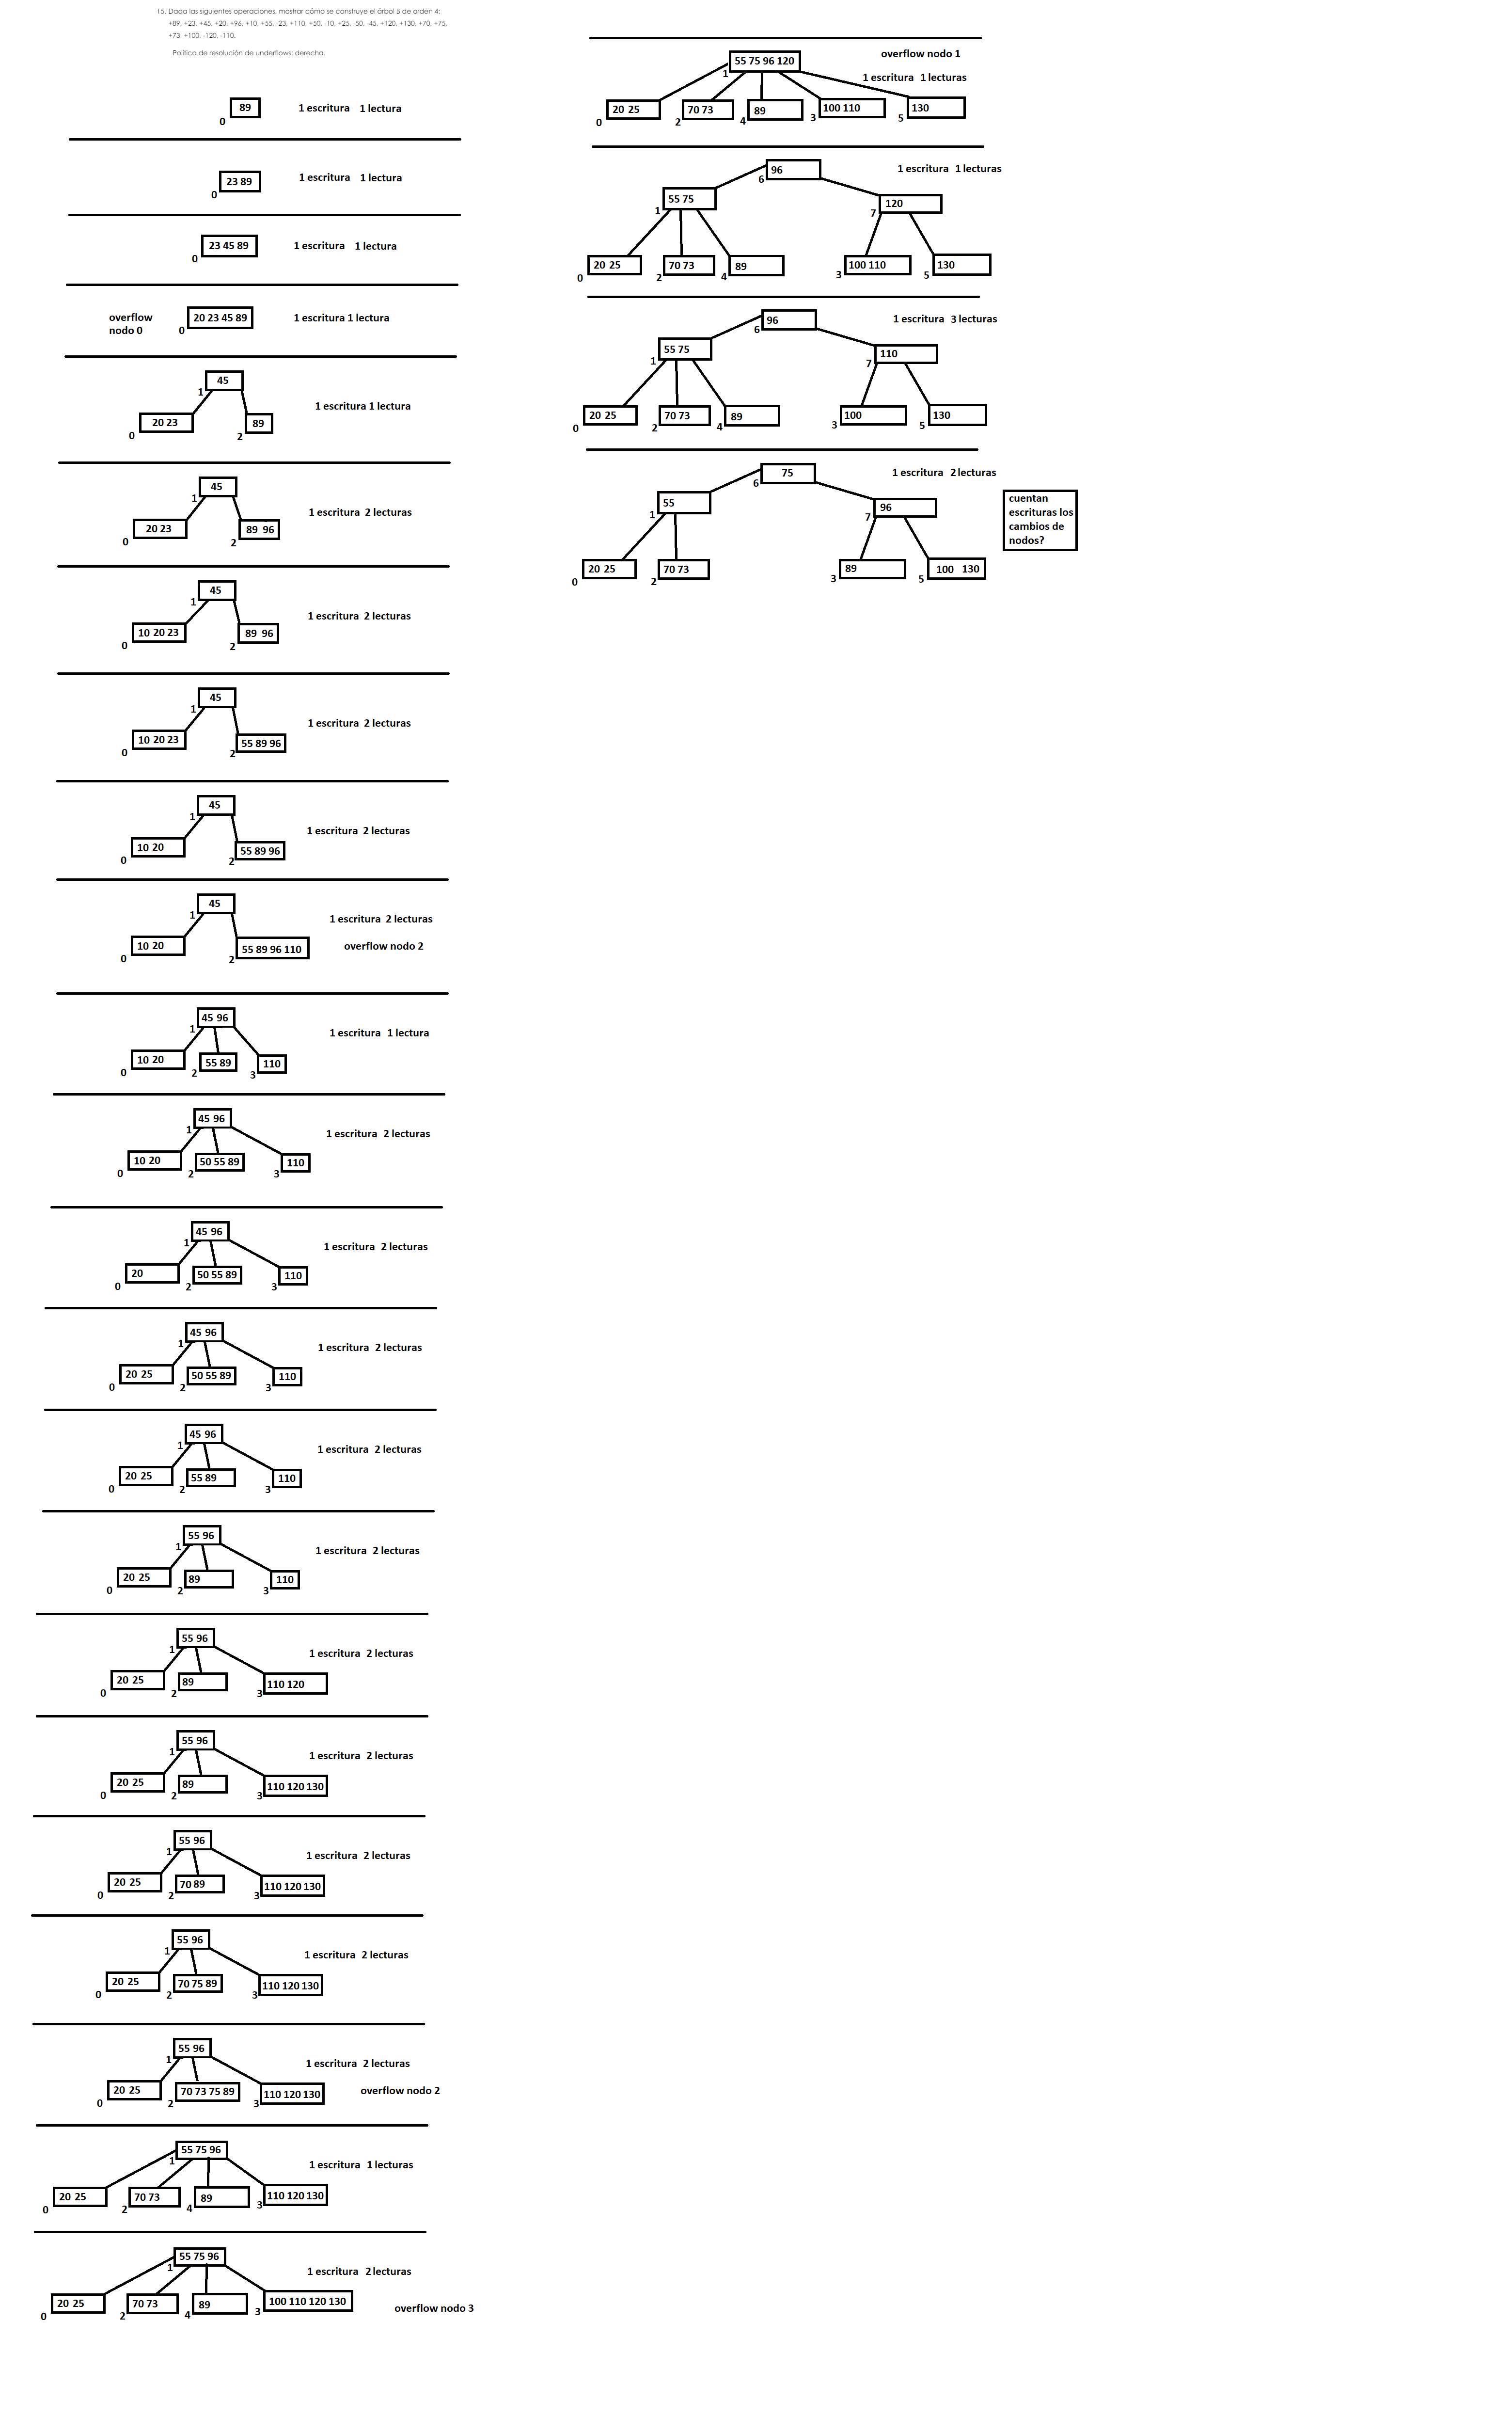 15. Dada las siguientes operaciones, mostrar cómo se construye el árbol B de orden 4:
+89, +23, +45, +20, +96, +10, +55, -23, +110, +50, -10, +25, -50, -45, +120, +130, +70, +75,
+73, +100, -120, -110.
Política de resolución de underflows: derecha.
89 1 escritura 1 lectura
0
23 89 1 escritura 1 lectura
0
23 45 89 1 escritura 1 lectura
0
overflow
nodo 0
20 23 45 89 1 escritura 1 lectura
0
45
1
1 escritura 1 lectura
20 23 89
0 2
45
1
1 escritura 2 lecturas
20 23 89 96
0 2
45
1
1 escritura 2 lecturas
10 20 23 89 96
0 2
45
1
1 escritura 2 lecturas
10 20 23 55 89 96
0 2
45
1
1 escritura 2 lecturas
10 20 55 89 96
0 2
45
1
1 escritura 2 lecturas
10 20 55 89 96 110 overflow nodo 2
0 2
45 96
1
1 escritura 1 lectura
10 20 55 89 110
0 2 3
45 96
1
1 escritura 2 lecturas
10 20 50 55 89 110
0 2 3
45 96
1
1 escritura 2 lecturas
20 50 55 89 110
0 2 3
45 96
1
1 escritura 2 lecturas
20 25 50 55 89 110
0 2 3
45 96
1
1 escritura 2 lecturas
20 25 55 89 110
0 2 3
55 96
1
1 escritura 2 lecturas
20 25 89 110
0 2 3
55 96
1
1 escritura 2 lecturas
20 25 89 110 120
0 2 3
55 96
1
1 escritura 2 lecturas
20 25 89 110 120 130
0 2 3
55 96
1
1 escritura 2 lecturas
20 25 70 89 110 120 130
0 2 3
55 96
1
1 escritura 2 lecturas
20 25 70 75 89 110 120 130
0 2 3
55 96
1
1 escritura 2 lecturas
20 25 70 73 75 89 110 120 130 overflow nodo 2
0 2 3
55 75 96
1
1 escritura 1 lecturas
20 25 70 73 89 110 120 130
0 2 4 3
55 75 96
1
1 escritura 2 lecturas
20 25 70 73 89 100 110 120 130 overflow nodo 3
0 2 4 3
overflow nodo 1
55 75 96 120
1
1 escritura 1 lecturas
20 25 70 73 89 100 110 130
0 2 4 3 5
96 1 escritura 1 lecturas
6
55 75 120
1 7
20 25 70 73 89 100 110 130
0 2 4 3 5
96 1 escritura 3 lecturas
6
55 75 110
1 7
20 25 70 73 89 100 130
0 2 4 3 5
75 1 escritura 2 lecturas
6
55 96
1 7
cuentan
escrituras los
cambios de
nodos?
20 25 70 73 89 100 130
0 2 3 5